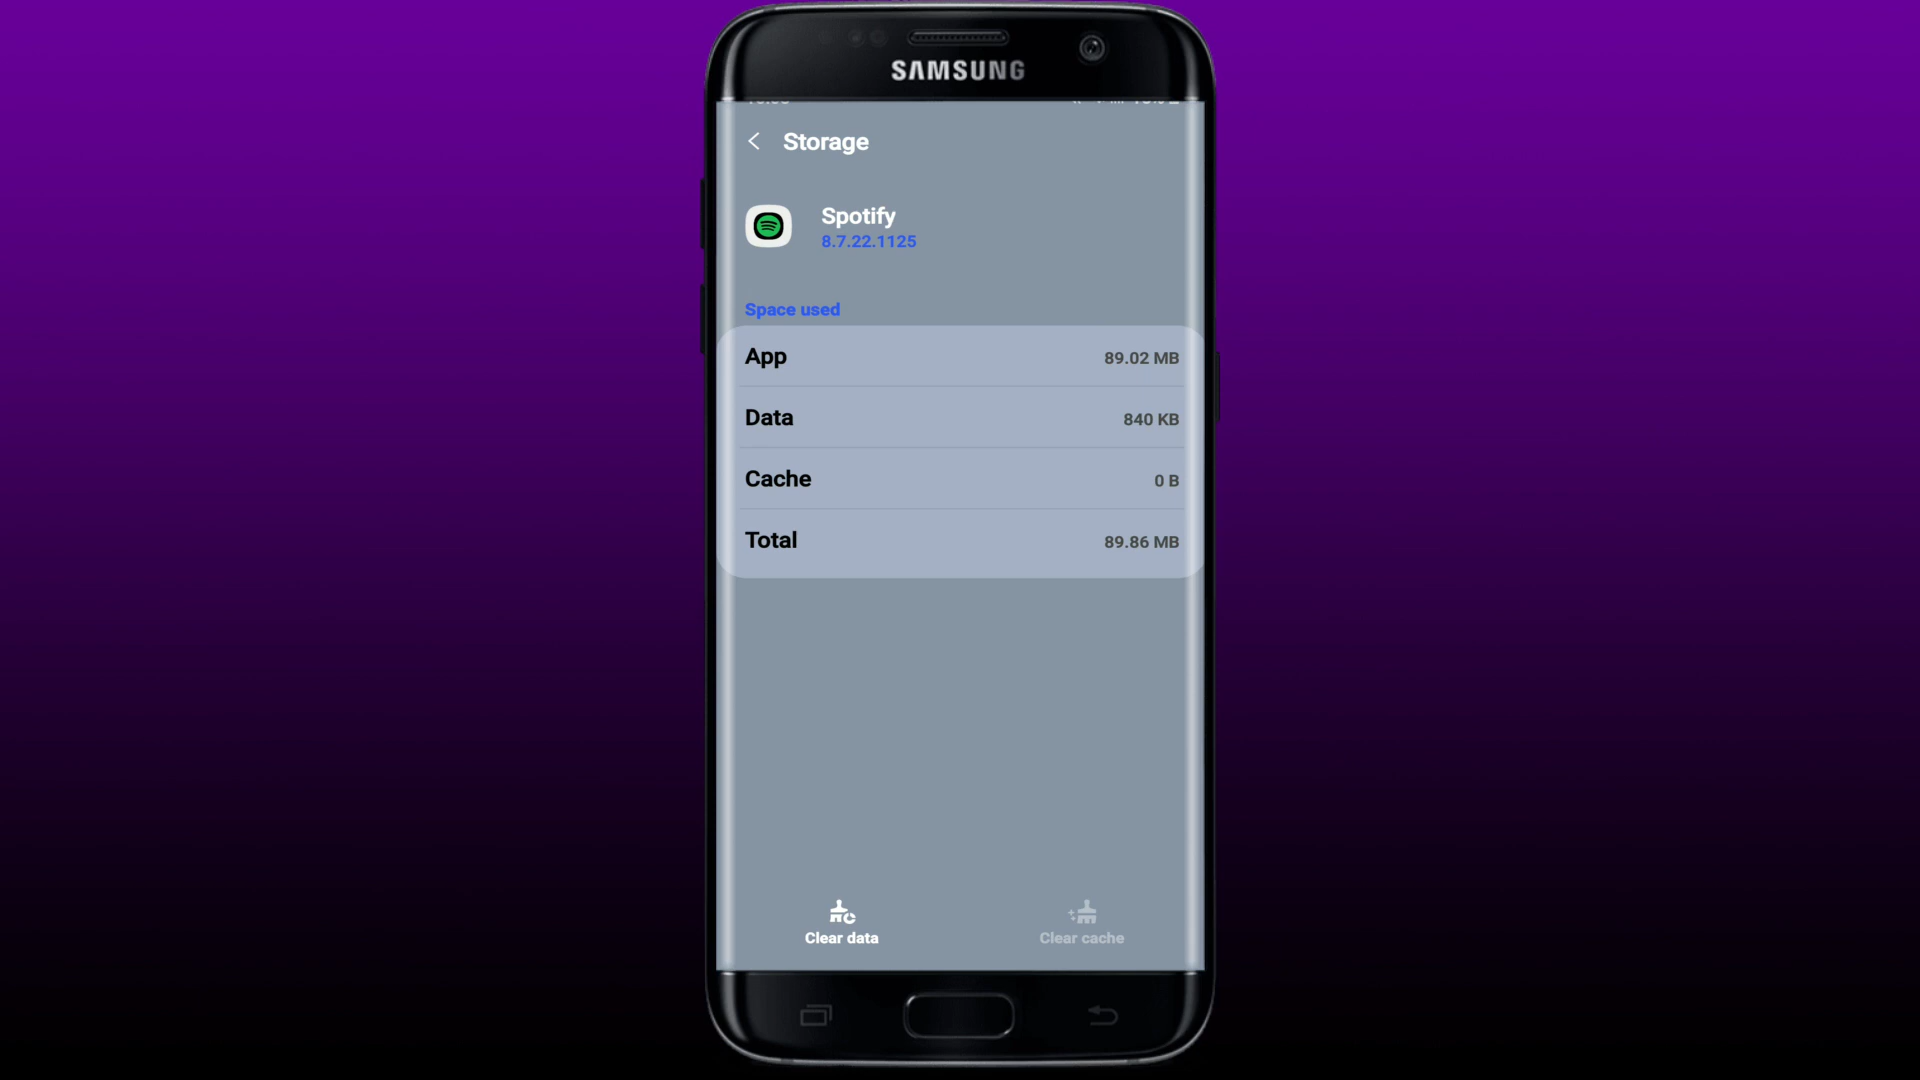 SAMSUNG
Storage
Spotify
8.7.22.1125
Space used
App 89.02 MB
Data 840 KB
Cache 0 B
Total 89.86 MB
Clear data
Clear cache